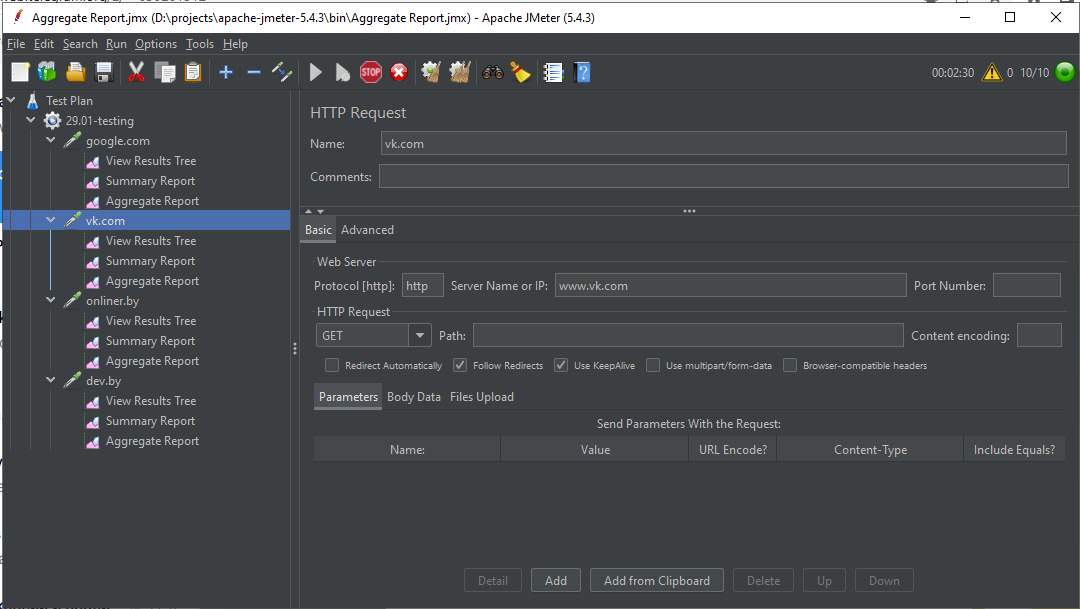 Aggregate Report.jmx (D:\projects\apache-jmeter-5.4.3\bin\Aggregate Report.jmx) - Apache JMeter (5.4.3)
File Edit Search Run Options Tools Help
STOP 00:02:30 0 10/10
Test Plan
29.01-testing
google.com
View Results Tree
Summary Report
Aggregate Report
vk.com
View Results Tree
Summary Report
Aggregate Report
onliner.by
View Results Tree
Summary Report
Aggregate Report
dev.by
View Results Tree
Summary Report
Aggregate Report
HTTP Request
Name: vk.com
Comments:
Basic Advanced
Web Server
Protocol [http]: http Server Name or IP: www.vk.com Port Number:
HTTP Request
GET Path: Content encoding:
Redirect Automatically Follow Redirects Use KeepAlive Use multipart/form-data Browser-compatible headers
Parameters Body Data Files Upload
Send Parameters With the Request:
Name: Value URL Encode? Content-Type Include Equals?
Detail Add Add from Clipboard Delete Up Down